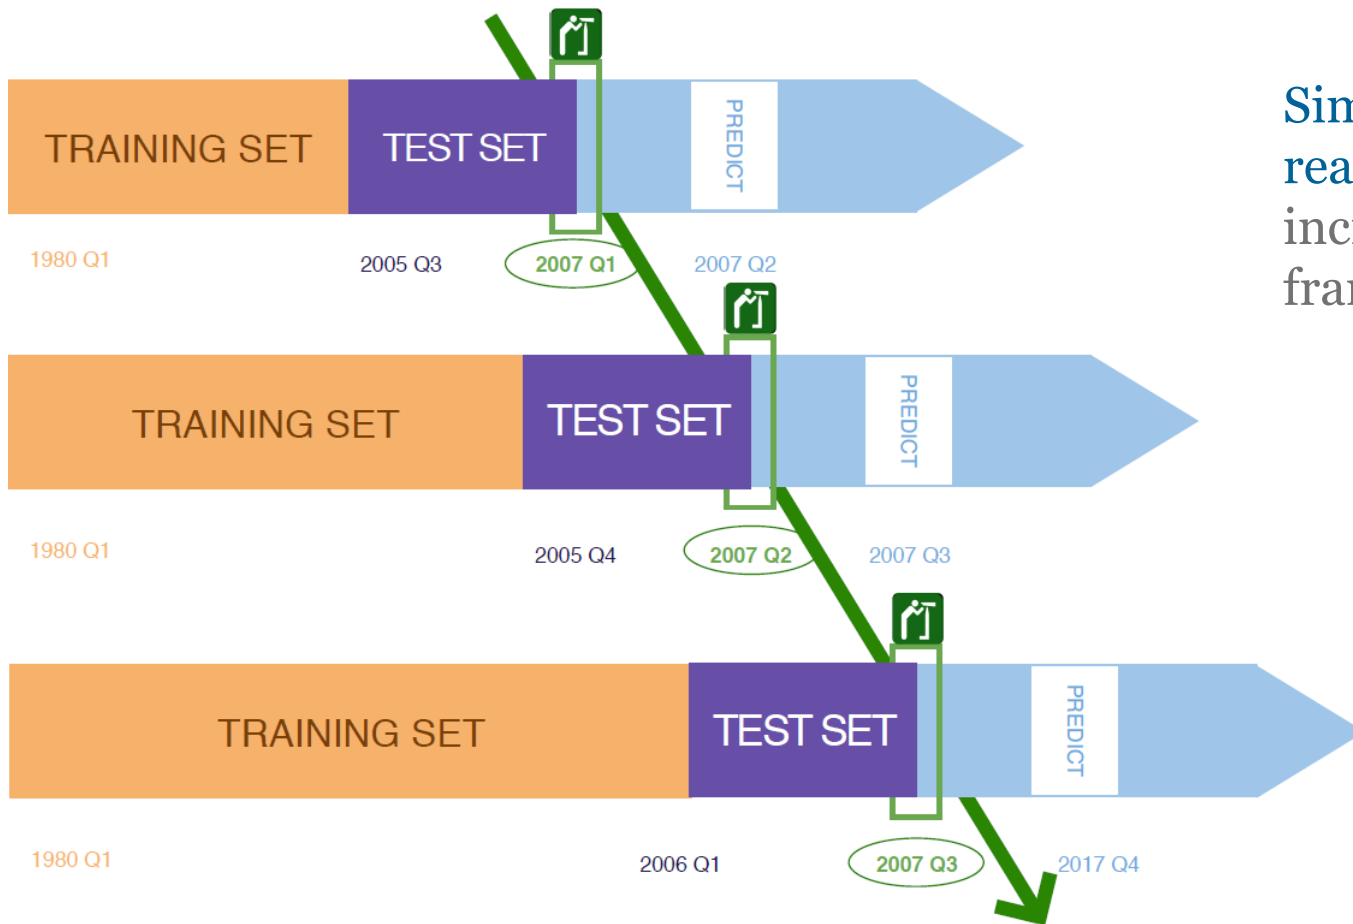 TRAINING SET
TEST SET
PREDICT
1980 Q1
2005 Q3
2007 Q1
2007 Q2
TRAINING SET
TEST SET
PREDICT
1980 Q1
2005 Q4
2007 Q2
2007 Q3
TRAINING SET
TEST SET
PREDICT
1980 Q1
2006 Q1
2007 Q3
2017 Q4